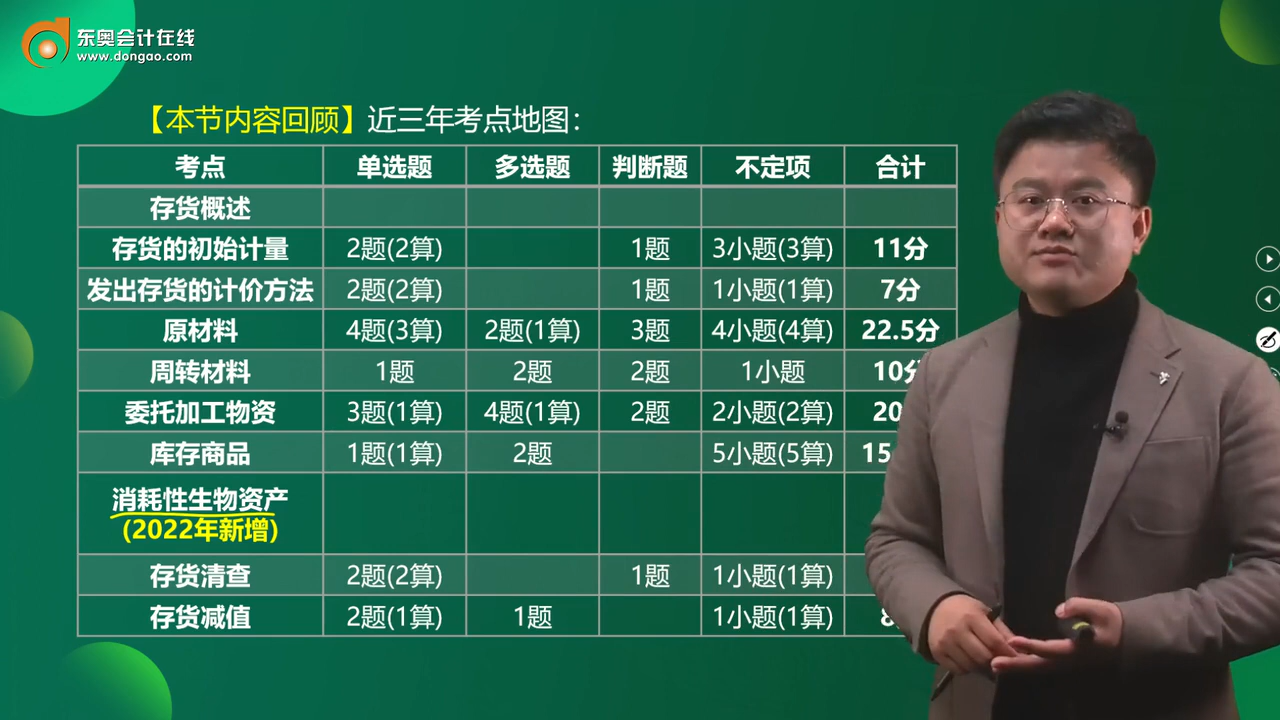 东奥会计在线
www.dongao.com
【本节内容回顾】近三年考点地图：
考点 单选题 多选题 判断题 不定项 合计
存货概述
存货的初始计量 2题(2算) 1题 3小题(3算) 11分
发出存货的计价方法 2题(2算) 1题 1小题(1算) 7分
原材料 4题(3算) 2题(1算) 3题 4小题(4算) 22.5分
周转材料 1题 2题 2题 1小题 10分
委托加工物资 3题(1算) 4题(1算) 2题 2小题(2算) 20
库存商品 1题(1算) 2题 5小题(5算) 15
消耗性生物资产
(2022年新增)
存货清查 2题(2算) 1题 1小题(1算)
存货减值 2题(1算) 1题 1小题(1算)